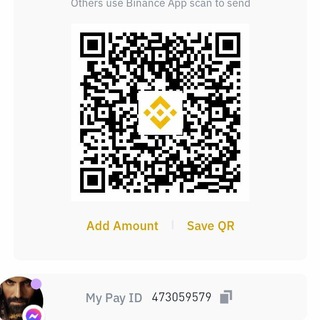 Others use Binance App scan to send
Add Amount
Save QR
My Pay ID 473059579